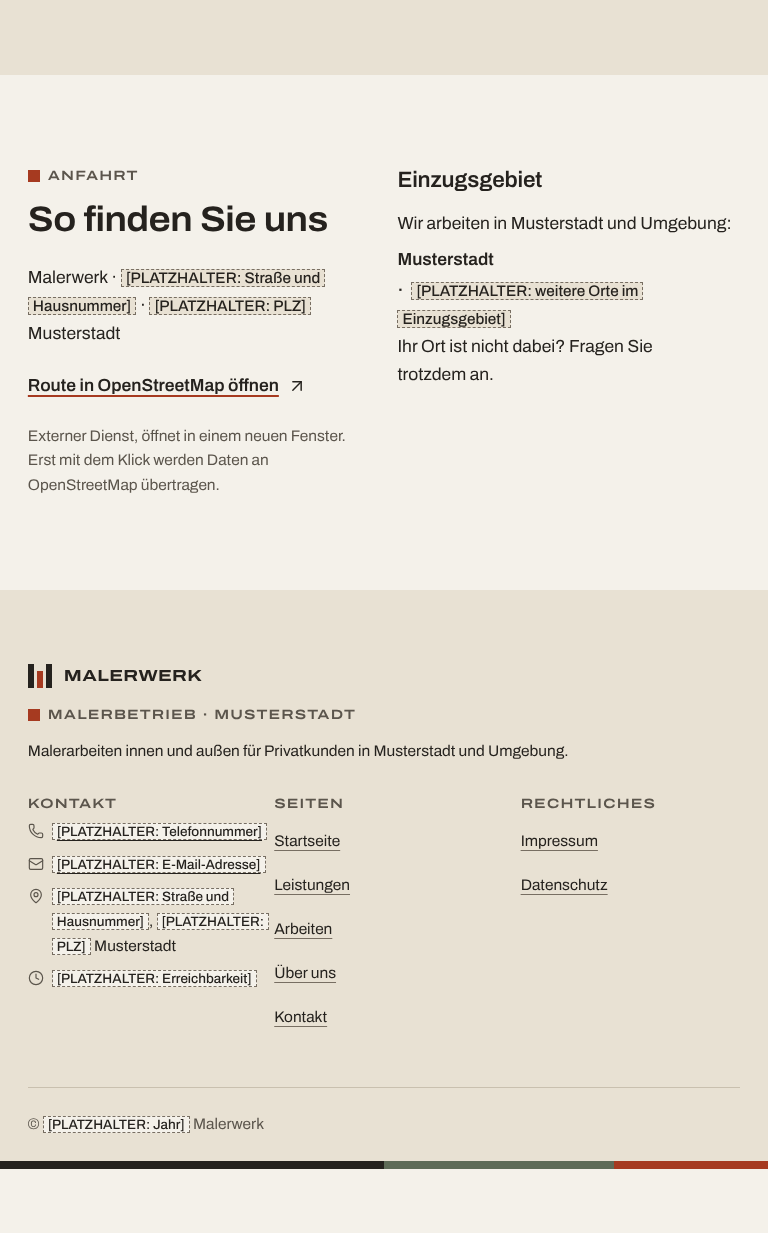 ANFAHRT
So finden Sie uns
Malerwerk · [PLATZHALTER: Straße und
Hausnummer] · [PLATZHALTER: PLZ]
Musterstadt
Route in OpenStreetMap öffnen
Externer Dienst, öffnet in einem neuen Fenster.
Erst mit dem Klick werden Daten an
OpenStreetMap übertragen.
Einzugsgebiet
Wir arbeiten in Musterstadt und Umgebung:
Musterstadt
· [PLATZHALTER: weitere Orte im
Einzugsgebiet]
Ihr Ort ist nicht dabei? Fragen Sie
trotzdem an.
MALERWERK
MALERBETRIEB · MUSTERSTADT
Malerarbeiten innen und außen für Privatkunden in Musterstadt und Umgebung.
KONTAKT
[PLATZHALTER: Telefonnummer]
[PLATZHALTER: E-Mail-Adresse]
[PLATZHALTER: Straße und
Hausnummer], [PLATZHALTER:
PLZ] Musterstadt
[PLATZHALTER: Erreichbarkeit]
SEITEN
Startseite
Leistungen
Arbeiten
Über uns
Kontakt
RECHTLICHES
Impressum
Datenschutz
© [PLATZHALTER: Jahr] Malerwerk